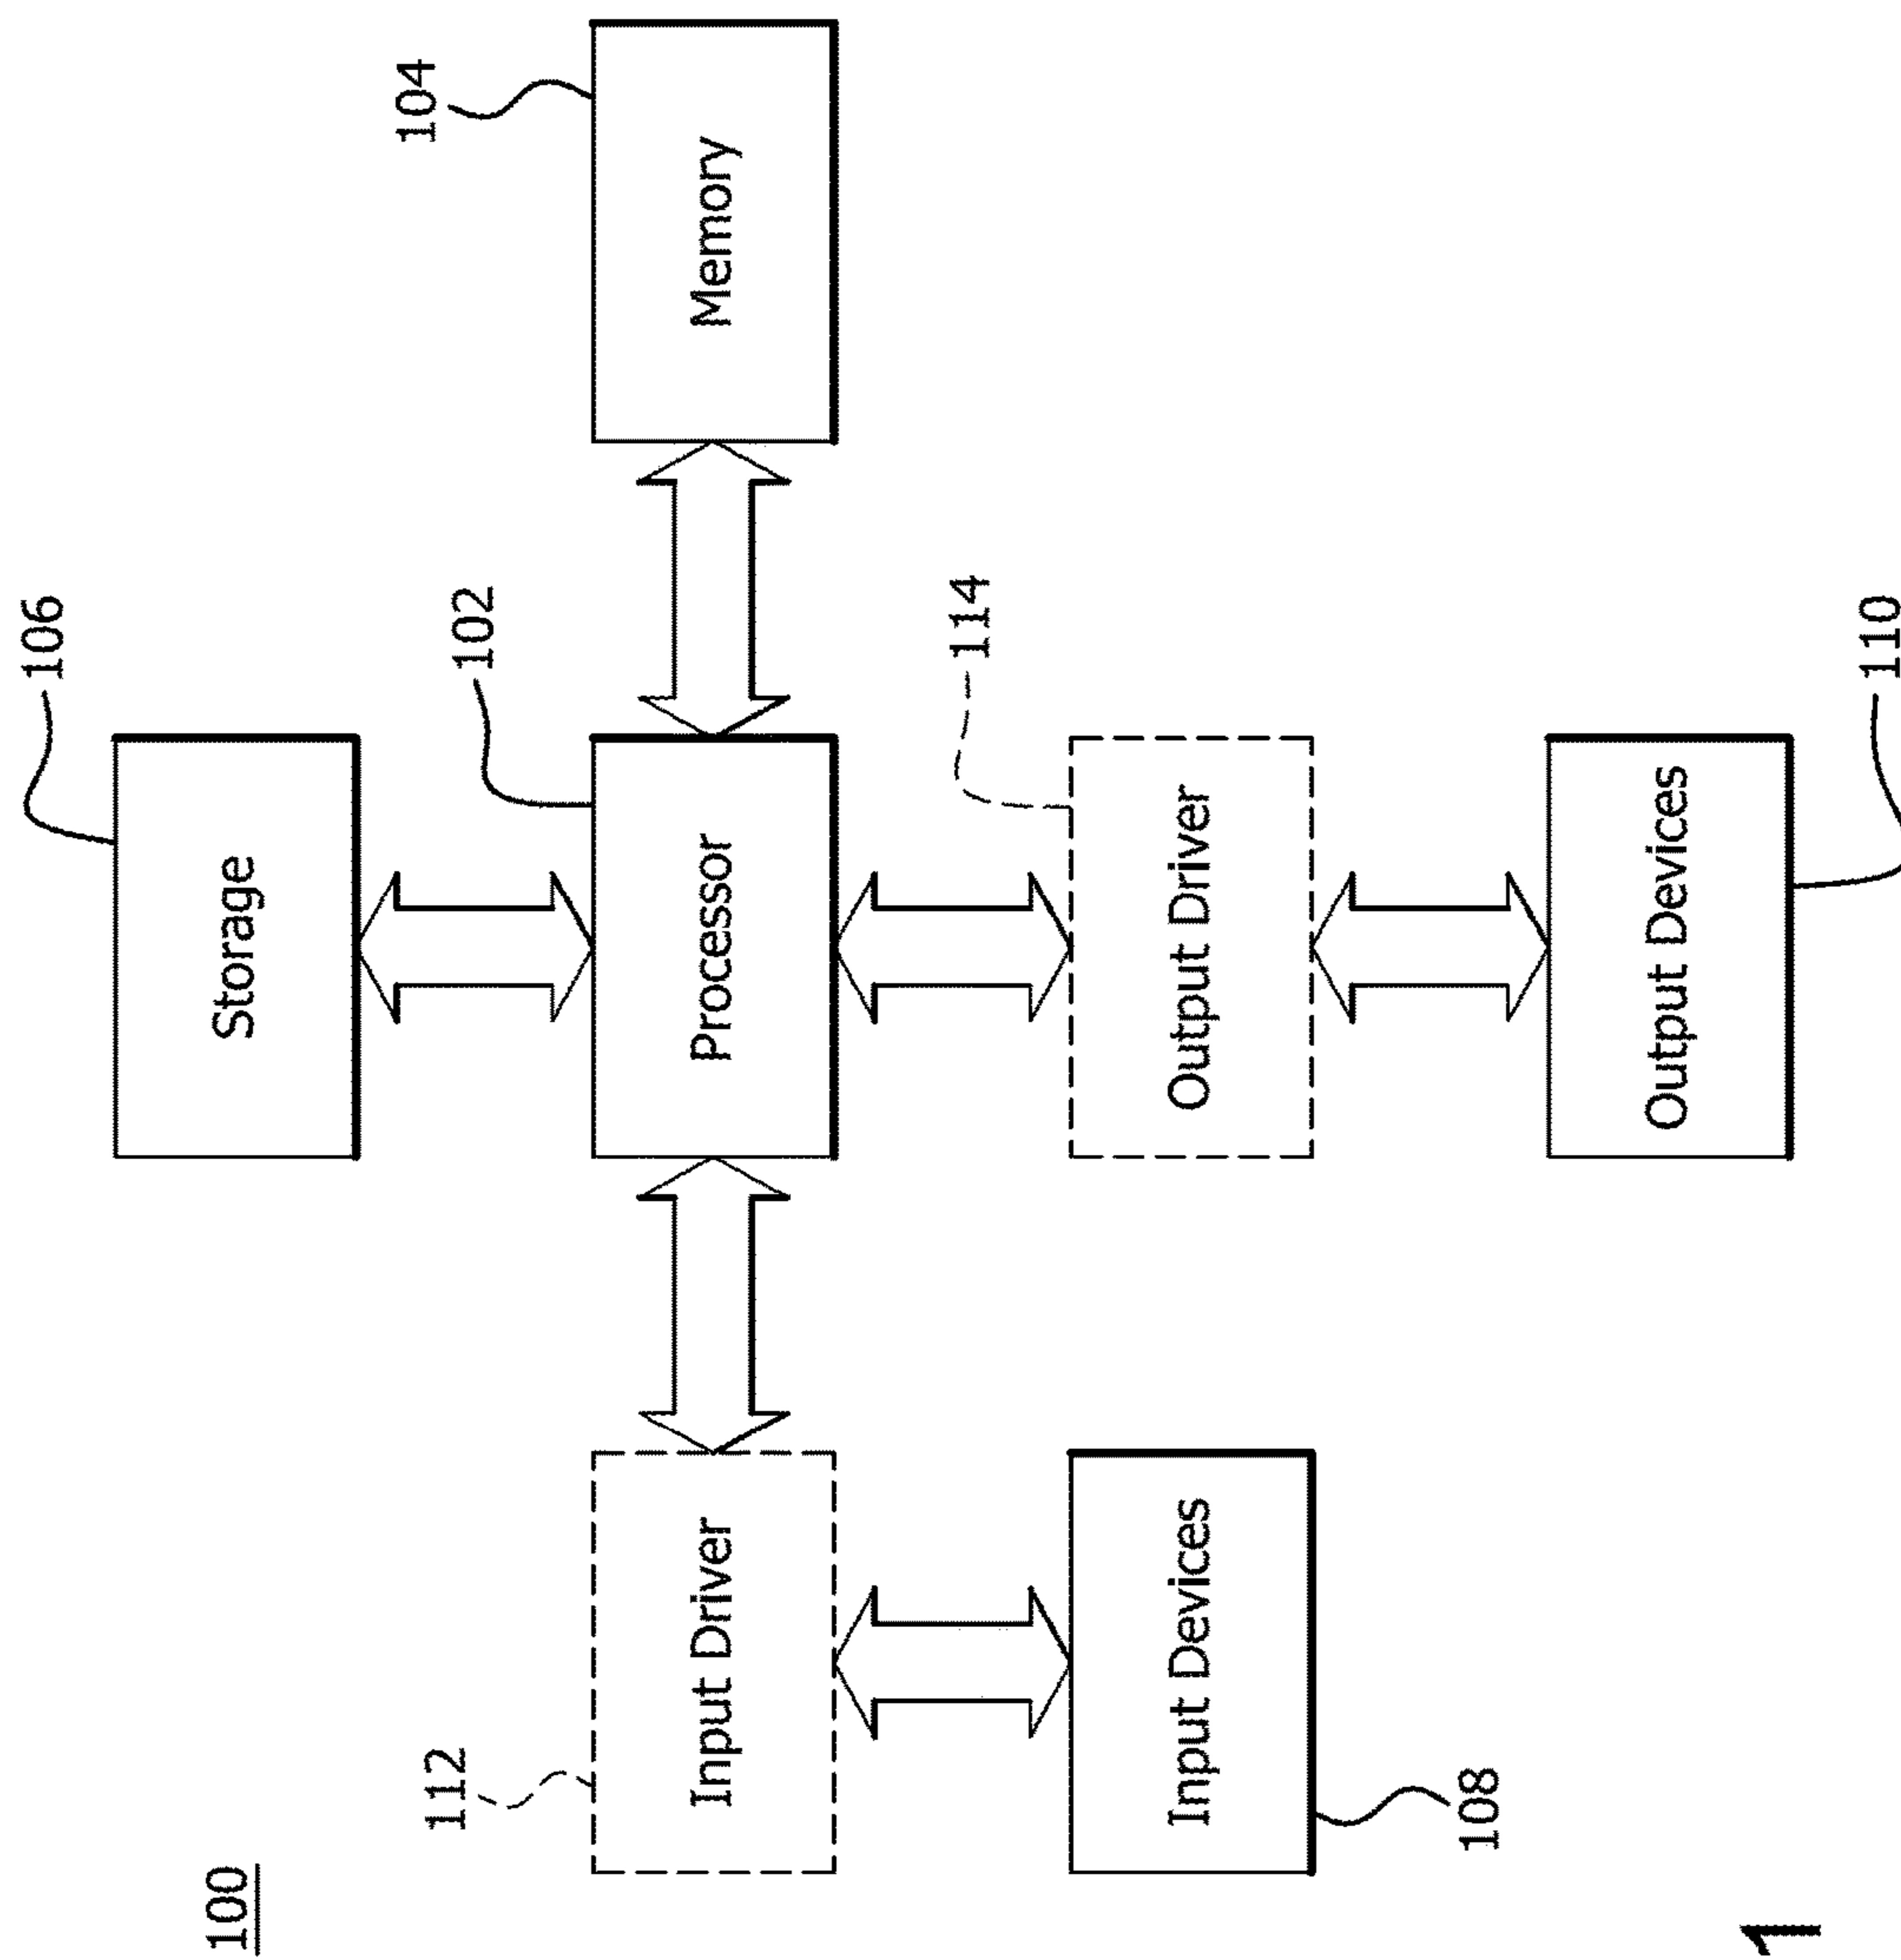 100
106
Storage
112
102
104
Input Driver
Processor
Memory
114
Input Devices
Output Driver
108
Output Devices
110
1